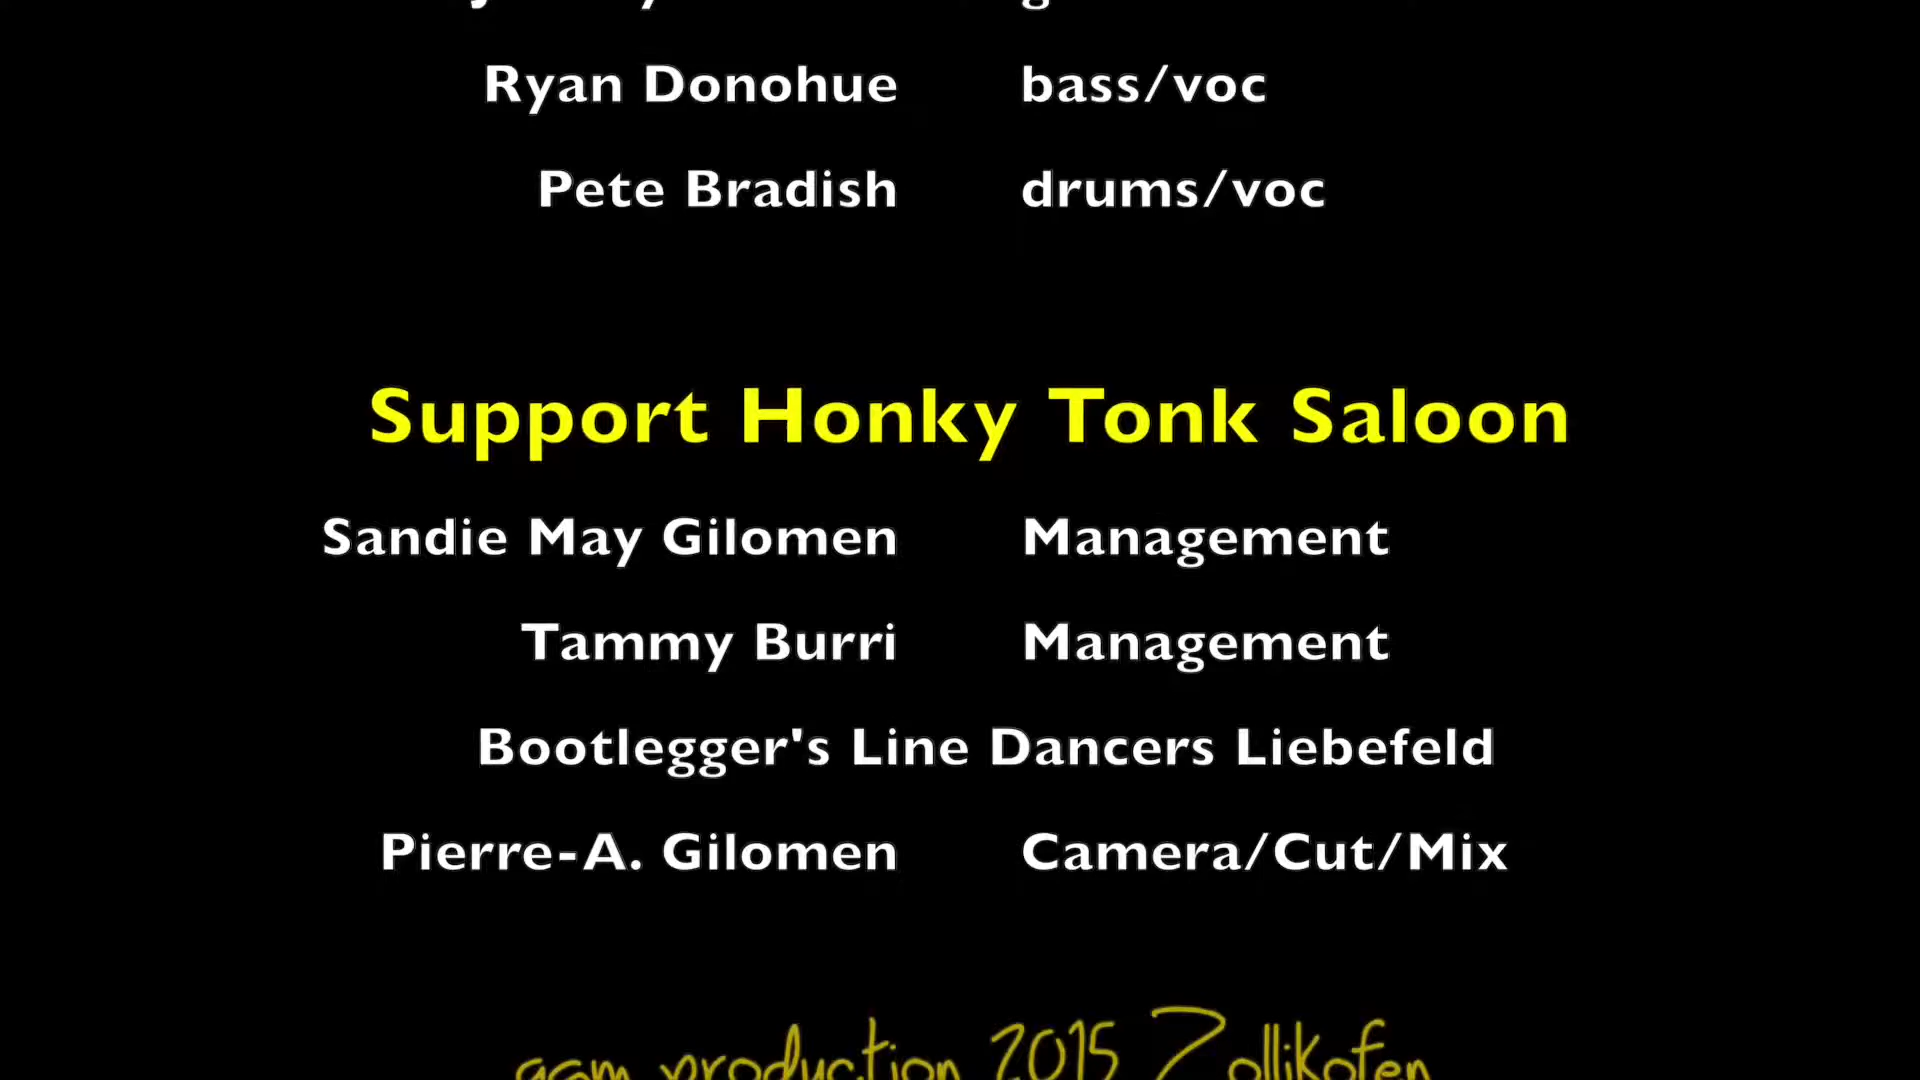 Ryan Donohue bass/voc
Pete Bradish drums/voc
Support Honky Tonk Saloon
Sandie May Gilomen Management
Tammy Burri Management
Bootlegger's Line Dancers Liebefeld
Pierre-A. Gilomen Camera/Cut/Mix
production 2015 Zollikofen